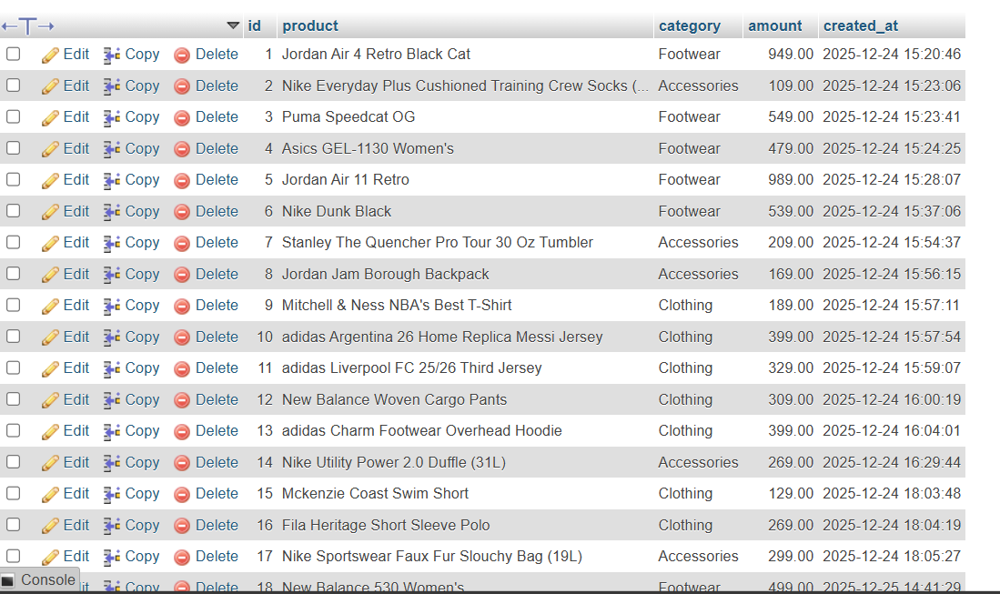 id product category amount created_at
Edit Copy Delete 1 Jordan Air 4 Retro Black Cat Footwear 949.00 2025-12-24 15:20:46
Edit Copy Delete 2 Nike Everyday Plus Cushioned Training Crew Socks (... Accessories 109.00 2025-12-24 15:23:06
Edit Copy Delete 3 Puma Speedcat OG Footwear 549.00 2025-12-24 15:23:41
Edit Copy Delete 4 Asics GEL-1130 Women's Footwear 479.00 2025-12-24 15:24:25
Edit Copy Delete 5 Jordan Air 11 Retro Footwear 989.00 2025-12-24 15:28:07
Edit Copy Delete 6 Nike Dunk Black Footwear 539.00 2025-12-24 15:37:06
Edit Copy Delete 7 Stanley The Quencher Pro Tour 30 Oz Tumbler Accessories 209.00 2025-12-24 15:54:37
Edit Copy Delete 8 Jordan Jam Borough Backpack Accessories 169.00 2025-12-24 15:56:15
Edit Copy Delete 9 Mitchell & Ness NBA's Best T-Shirt Clothing 189.00 2025-12-24 15:57:11
Edit Copy Delete 10 adidas Argentina 26 Home Replica Messi Jersey Clothing 399.00 2025-12-24 15:57:54
Edit Copy Delete 11 adidas Liverpool FC 25/26 Third Jersey Clothing 329.00 2025-12-24 15:59:07
Edit Copy Delete 12 New Balance Woven Cargo Pants Clothing 309.00 2025-12-24 16:00:19
Edit Copy Delete 13 adidas Charm Footwear Overhead Hoodie Clothing 399.00 2025-12-24 16:04:01
Edit Copy Delete 14 Nike Utility Power 2.0 Duffle (31L) Accessories 269.00 2025-12-24 16:29:44
Edit Copy Delete 15 Mckenzie Coast Swim Short Clothing 129.00 2025-12-24 18:03:48
Edit Copy Delete 16 Fila Heritage Short Sleeve Polo Clothing 269.00 2025-12-24 18:04:19
Edit Copy Delete 17 Nike Sportswear Faux Fur Slouchy Bag (19L) Accessories 299.00 2025-12-24 18:05:27
Console
Copy Delete 18 New Balance 530 Women's Footwear 499.00 2025-12-25 14:41:29